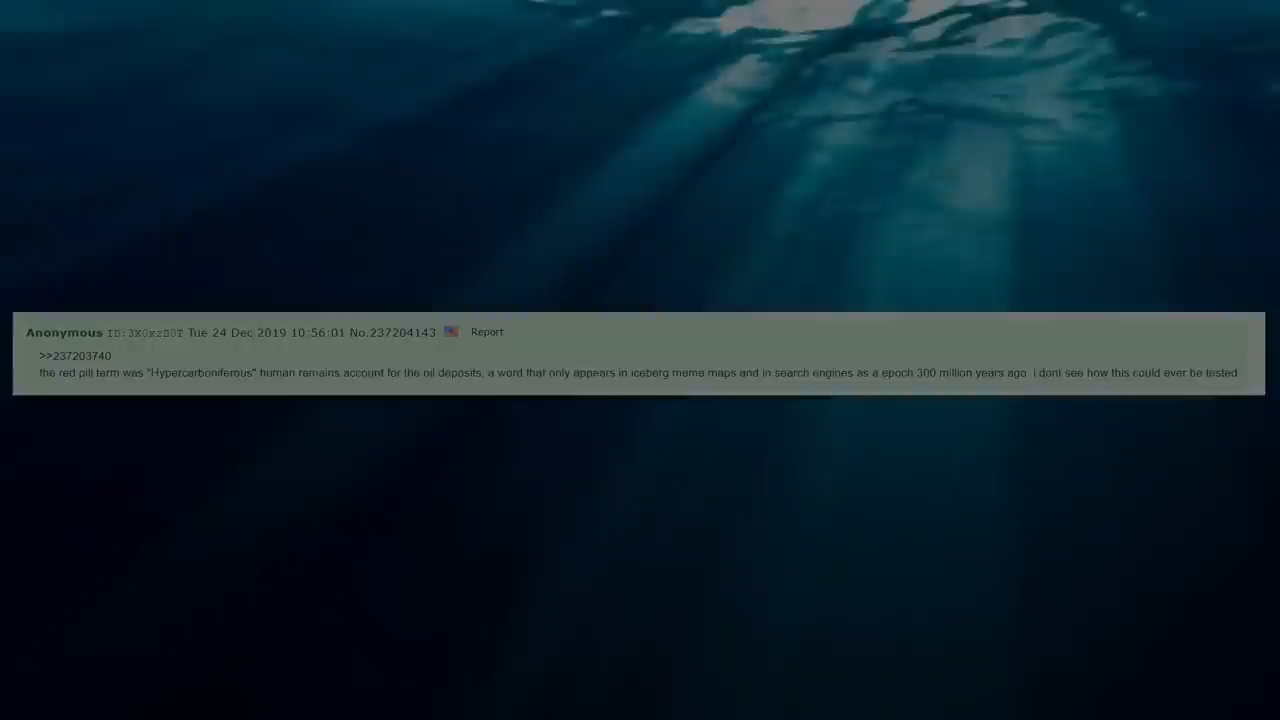 Anonymous ID:3X0xzD0T Tue 24 Dec 2019 10:56:01 No.237204143 Report
>>237203740
the red pill term was "Hypercarboniferous" human remains account for the oil deposits. a word that only appears in iceberg meme maps and in search engines as a epoch 300 million years ago. i dont see how this could ever be tested